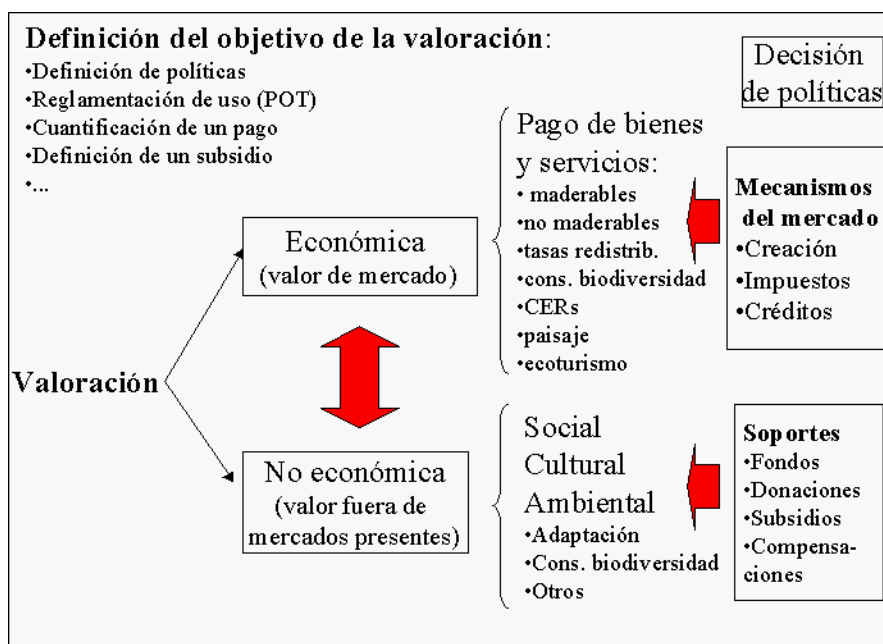 Definición del objetivo de la valoración:
•Definición de políticas
•Reglamentación de uso (POT)
•Cuantificación de un pago
•Definición de un subsidio
•...
Decisión
de políticas
Valoración
Económica
(valor de mercado)
Pago de bienes
y servicios:
• maderables
•no maderables
•tasas redistrib.
•cons. biodiversidad
•CERs
•paisaje
•ecoturismo
Mecanismos
del mercado
•Creación
•Impuestos
•Créditos
No económica
(valor fuera de
mercados presentes)
Social
Cultural
Ambiental
•Adaptación
•Cons. biodiversidad
•Otros
Soportes
•Fondos
•Donaciones
•Subsidios
•Compensa-
ciones